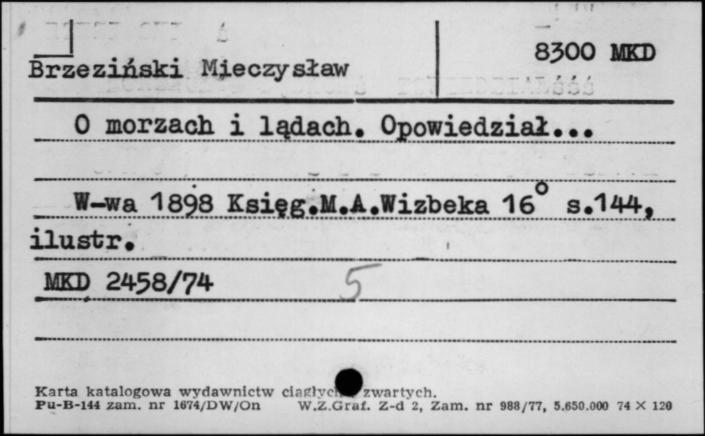 8300 MKD
Brzeziński Mieczysław
O morzach i lądach. Opowiedział...
W-wa 1898 Księg.M.A.Wizbeka 16° s.144,
ilustr.
MKD 2458/74 5
Karta katalogowa wydawnictw ciągłych, zwartych.
Pu-B-144 zam. nr 1674/DW/On W.Z.Graf. Z-d 2, Zam. nr 988/77, 5.650.000 74 X 120